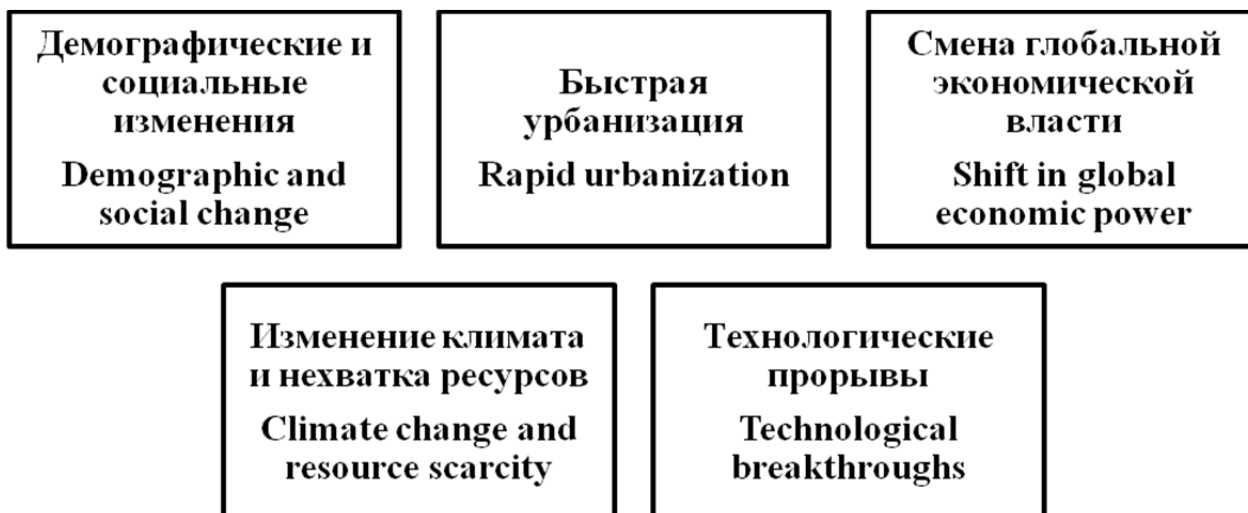 Демографические и
социальные
изменения
Demographic and
social change
Быстрая
урбанизация
Rapid urbanization
Смена глобальной
экономической
власти
Shift in global
economic power
Изменение климата
и нехватка ресурсов
Climate change and
resource scarcity
Технологические
прорывы
Technological
breakthroughs